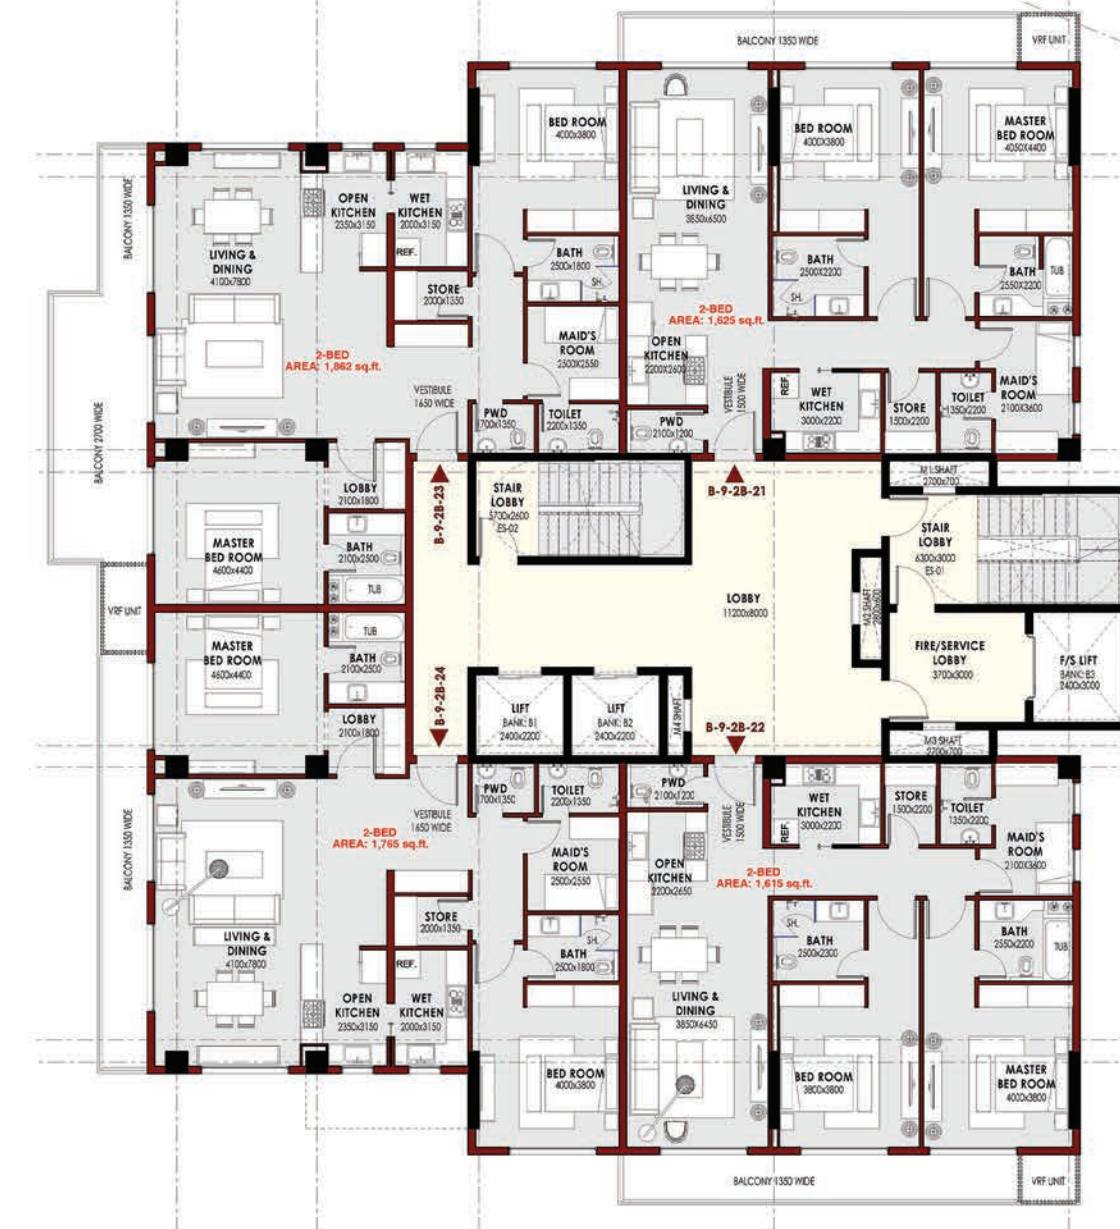 BALCONY 1350 WIDE
VRF UNIT
BED ROOM
4000x3800
BED ROOM
4000X3800
MASTER
BED ROOM
4050X4400
LIVING &
DINING
3850x6500
BALCONY 1350 WIDE
OPEN
KITCHEN
2350x3150
WET
KITCHEN
2000x3150
REF.
LIVING &
DINING
4100x7800
STORE
2000x1350
BATH
2500x1800
SH.
BATH
2500X2200
SH.
BATH
2550X2200
TUB
2-BED
AREA: 1,862 sq.ft.
MAID'S
ROOM
2500X2550
2-BED
AREA: 1,625 sq.ft.
OPEN
KITCHEN
2200X2600
VESTIBULE
1650 WIDE
PWD
1700x1350
TOILET
2200x1350
PWD
2100x1200
VESTIBULE
1500 WIDE
REF.
WET
KITCHEN
3000x2200
STORE
1500x2200
TOILET
1350x2200
MAID'S
ROOM
2100X3600
BALCONY 2700 WIDE
LOBBY
2100x1800
B-9-2B-23
STAIR
LOBBY
5700x2600
ES-02
B-9-2B-21
M1 SHAFT
2700x700
STAIR
LOBBY
6300x3000
ES-01
MASTER
BED ROOM
4600x4400
BATH
2100x2500
TUB
VRF UNIT
LOBBY
11200x8000
M2 SHAFT
2800x600
MASTER
BED ROOM
4600x4400
TUB
BATH
2100x2500
LOBBY
2100x1800
B-9-2B-24
LIFT
BANK: B1
2400x2200
LIFT
BANK: B2
2400x2200
M4 SHAFT
B-9-2B-22
FIRE/SERVICE
LOBBY
3700x3000
F/S LIFT
BANK: B3
2400x3000
M3 SHAFT
2700x700
BALCONY 1350 WIDE
VESTIBULE
1650 WIDE
2-BED
AREA: 1,765 sq.ft.
PWD
1700x1350
TOILET
2200x1350
PWD
2100x1200
VESTIBULE
1500 WIDE
REF.
WET
KITCHEN
3000x2200
STORE
1500x2200
TOILET
1350x2200
MAID'S
ROOM
2100X3600
MAID'S
ROOM
2500x2550
OPEN
KITCHEN
2200x2650
2-BED
AREA: 1,615 sq.ft.
STORE
2000x1350
LIVING &
DINING
4100x7800
REF.
SH.
BATH
2500x1800
SH.
BATH
2500x2300
BATH
2550x2200
TUB
OPEN
KITCHEN
2350x3150
WET
KITCHEN
2000x3150
LIVING &
DINING
3850X6450
BED ROOM
4000x3800
BED ROOM
3800x3800
MASTER
BED ROOM
4000x3800
BALCONY 1350 WIDE
VRF UNIT